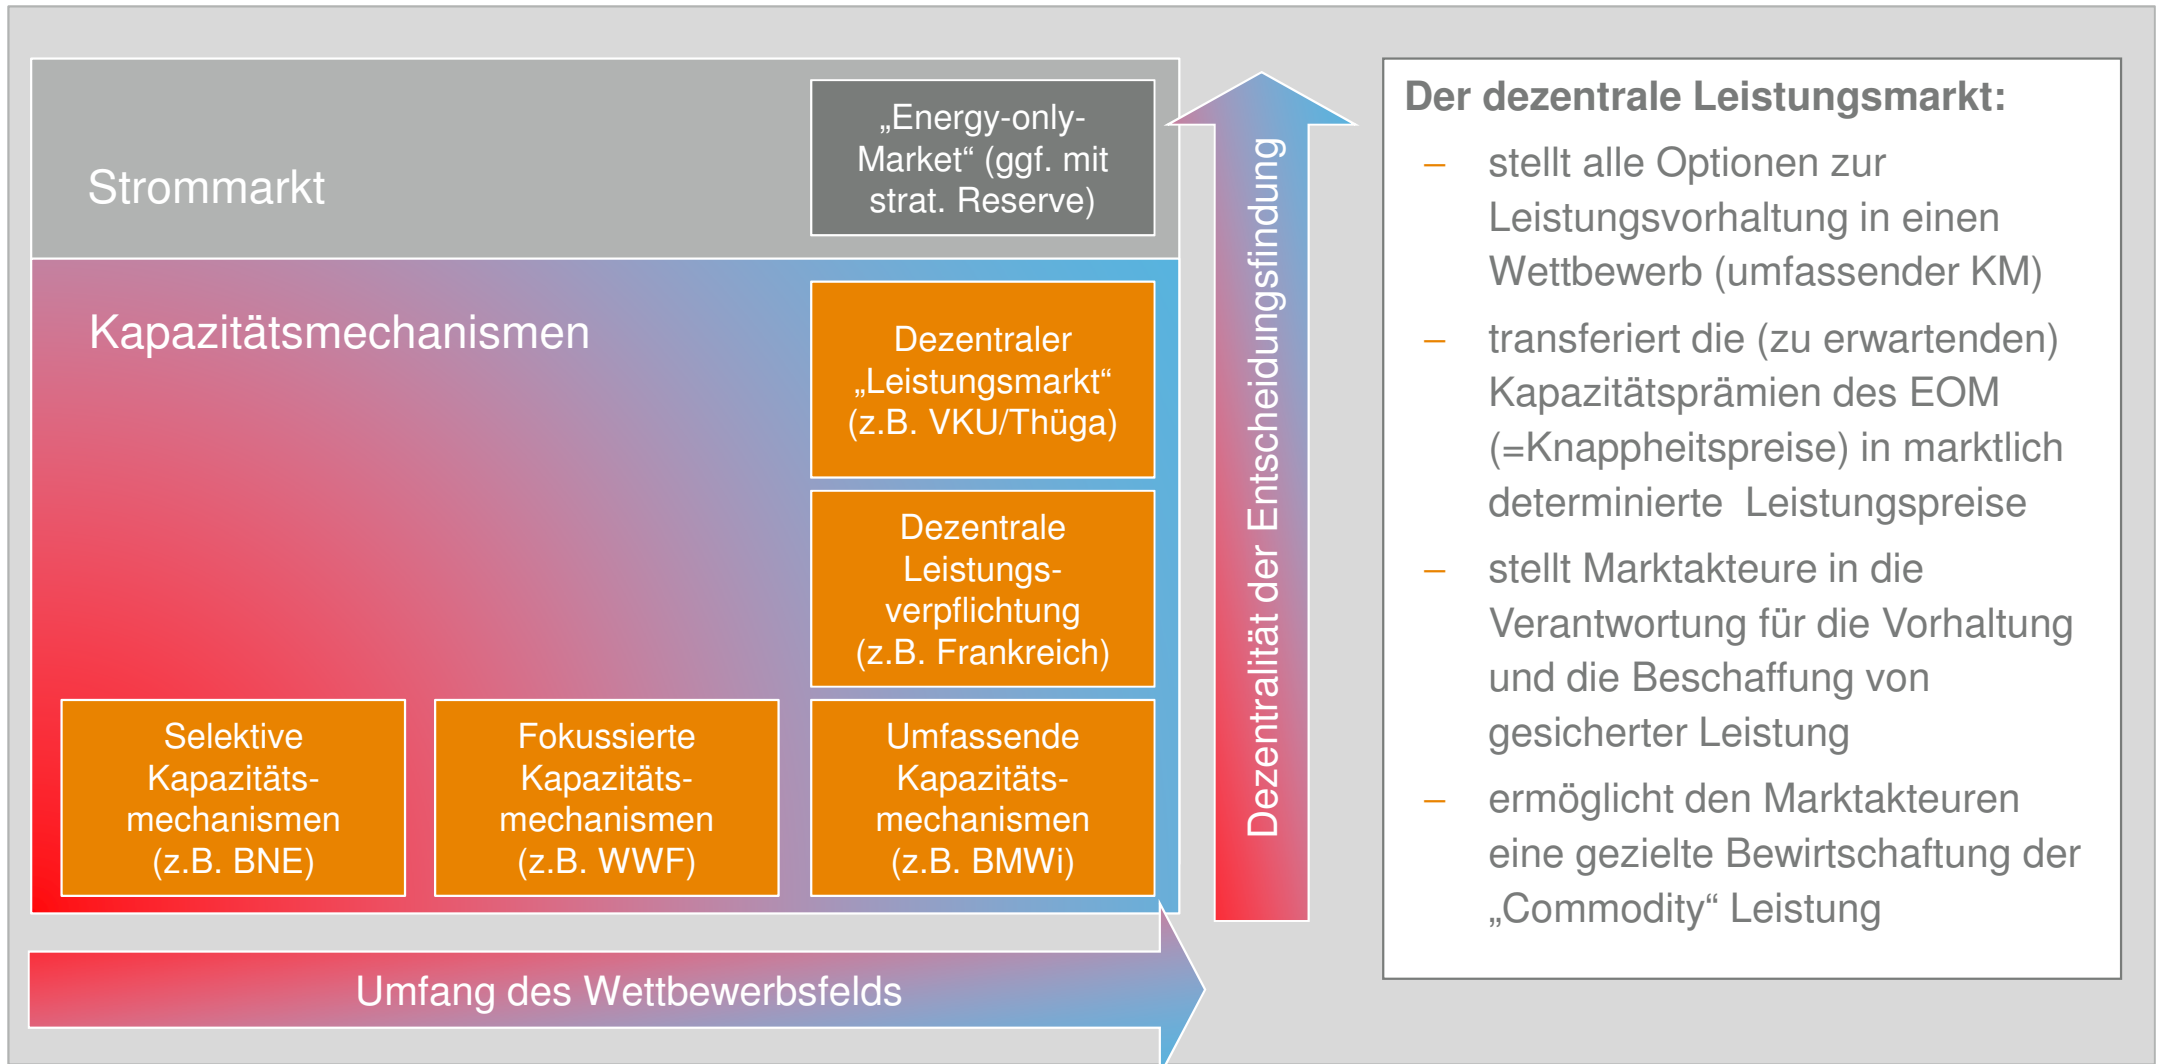 Strommarkt
„Energy-only-
Market“ (ggf. mit
strat. Reserve)
Kapazitätsmechanismen
Dezentraler
„Leistungsmarkt“
(z.B. VKU/Thüga)
Dezentrale
Leistungs-
verpflichtung
(z.B. Frankreich)
Selektive
Kapazitäts-
mechanismen
(z.B. BNE)
Fokussierte
Kapazitäts-
mechanismen
(z.B. WWF)
Umfassende
Kapazitäts-
mechanismen
(z.B. BMWi)
Umfang des Wettbewerbsfelds
Dezentralität der Entscheidungsfindung
Der dezentrale Leistungsmarkt:
– stellt alle Optionen zur
Leistungsvorhaltung in einen
Wettbewerb (umfassender KM)
– transferiert die (zu erwartenden)
Kapazitätsprämien des EOM
(=Knappheitspreise) in marktlich
determinierte Leistungspreise
– stellt Marktakteure in die
Verantwortung für die Vorhaltung
und die Beschaffung von
gesicherter Leistung
– ermöglicht den Marktakteuren
eine gezielte Bewirtschaftung der
„Commodity“ Leistung